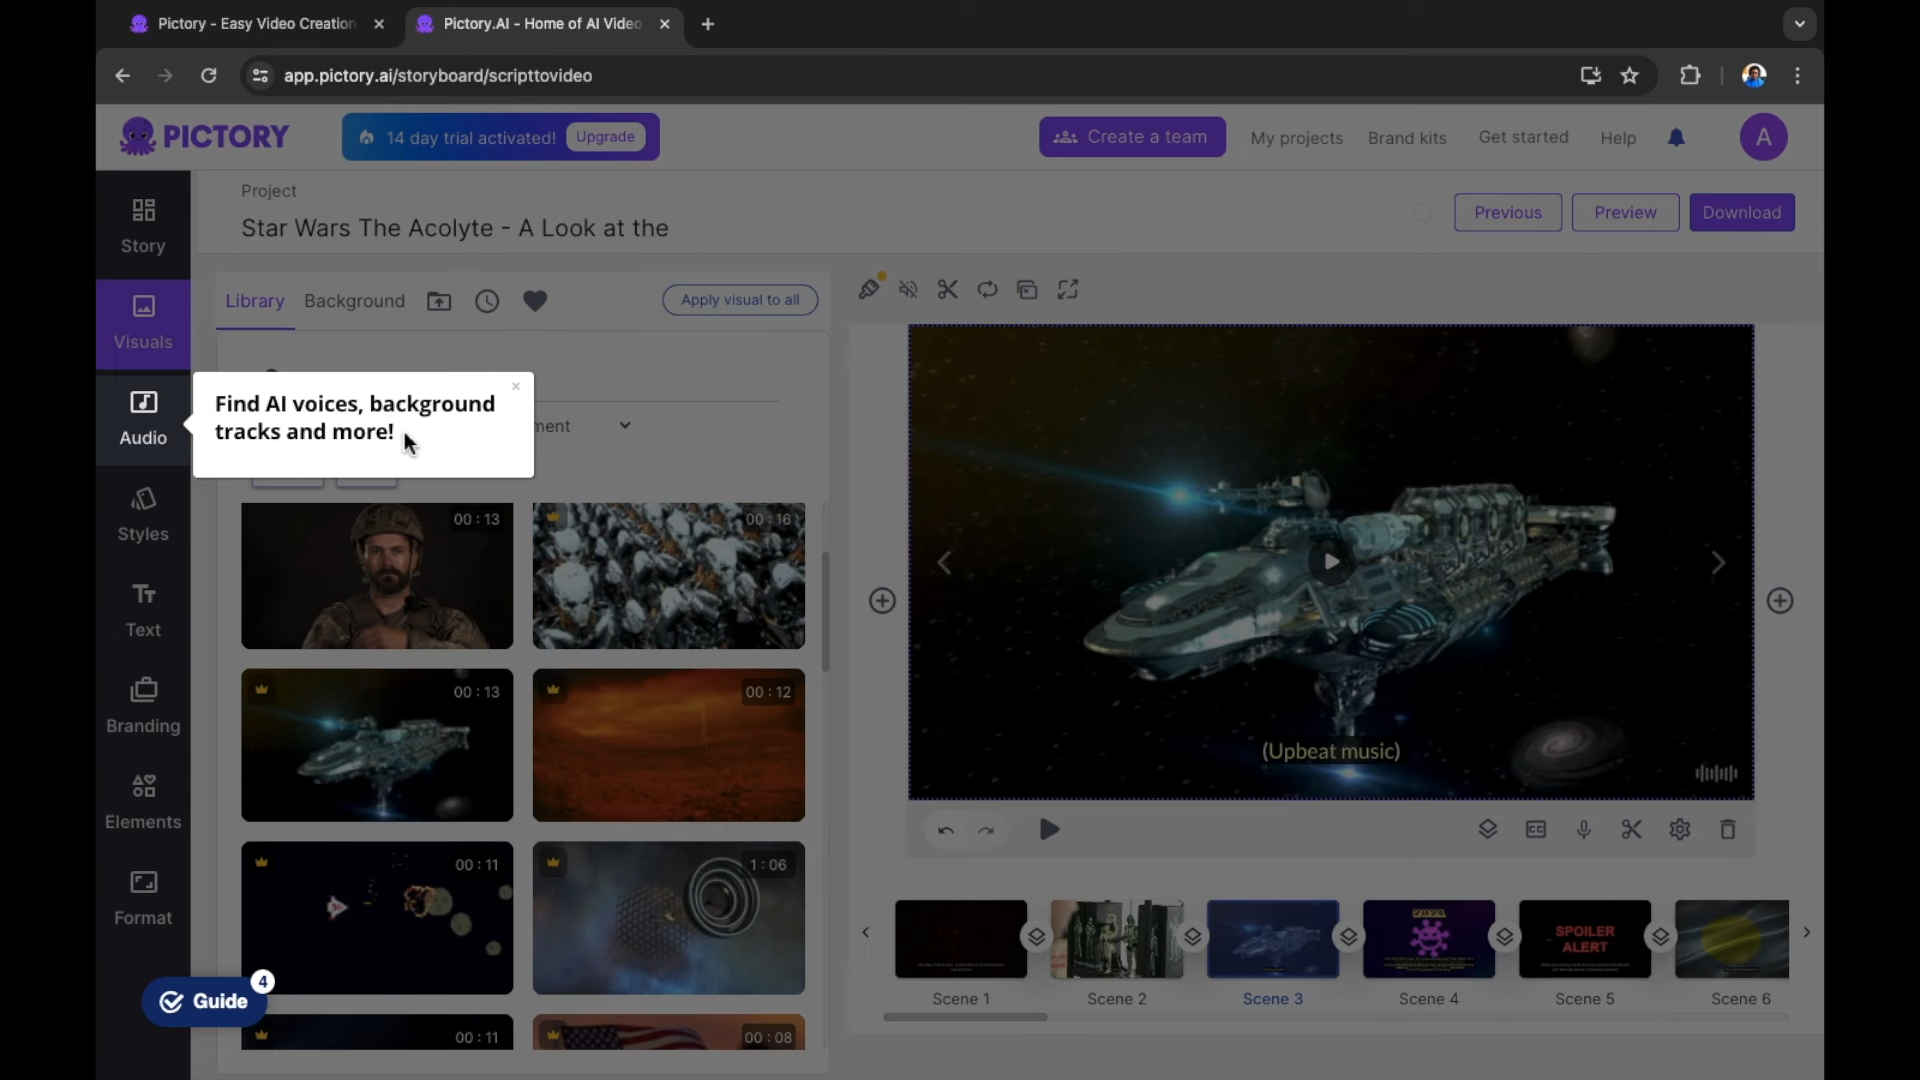 Pictory - Easy Video Creation
Pictory.AI - Home of AI Video
app.pictory.ai/storyboard/scripttovideo
PICTORY
14 day trial activated!
Upgrade
Create a team
My projects
Brand kits
Get started
Help
A
Project
Star Wars The Acolyte - A Look at the
Previous
Preview
Download
Story
Visuals
Audio
Styles
Text
Branding
Elements
Format
Library
Background
Apply visual to all
Find AI voices, background
tracks and more!
ment
00:13
00:16
00:13
00:12
00:11
1:06
00:11
00:08
Guide
4
(Upbeat music)
CC
SPOILER
ALERT
Scene 1
Scene 2
Scene 3
Scene 4
Scene 5
Scene 6